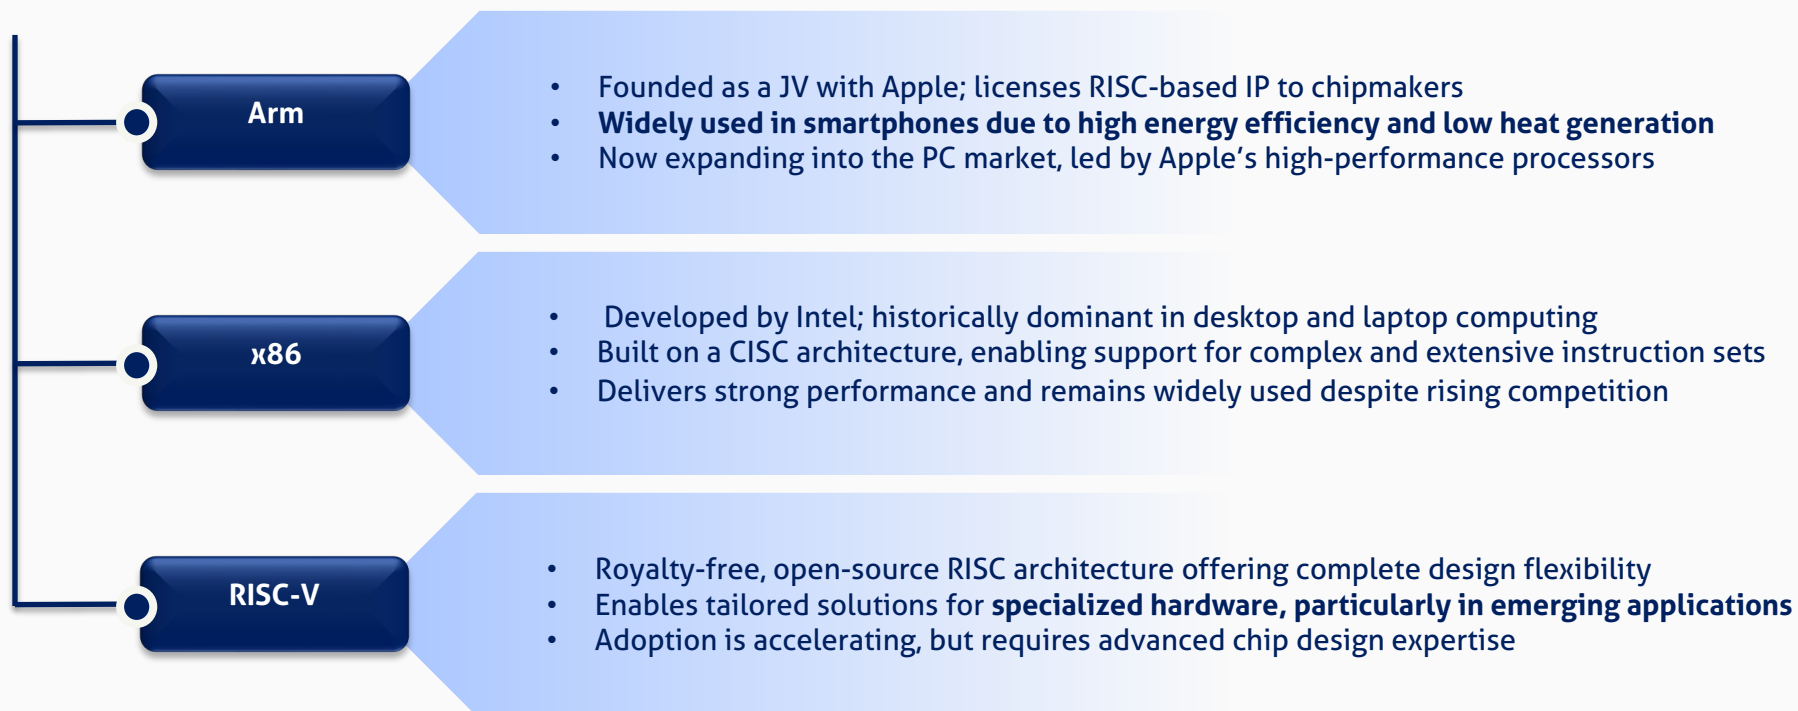 Arm
• Founded as a JV with Apple; licenses RISC-based IP to chipmakers
• Widely used in smartphones due to high energy efficiency and low heat generation
• Now expanding into the PC market, led by Apple’s high-performance processors
x86
• Developed by Intel; historically dominant in desktop and laptop computing
• Built on a CISC architecture, enabling support for complex and extensive instruction sets
• Delivers strong performance and remains widely used despite rising competition
RISC-V
• Royalty-free, open-source RISC architecture offering complete design flexibility
• Enables tailored solutions for specialized hardware, particularly in emerging applications
• Adoption is accelerating, but requires advanced chip design expertise